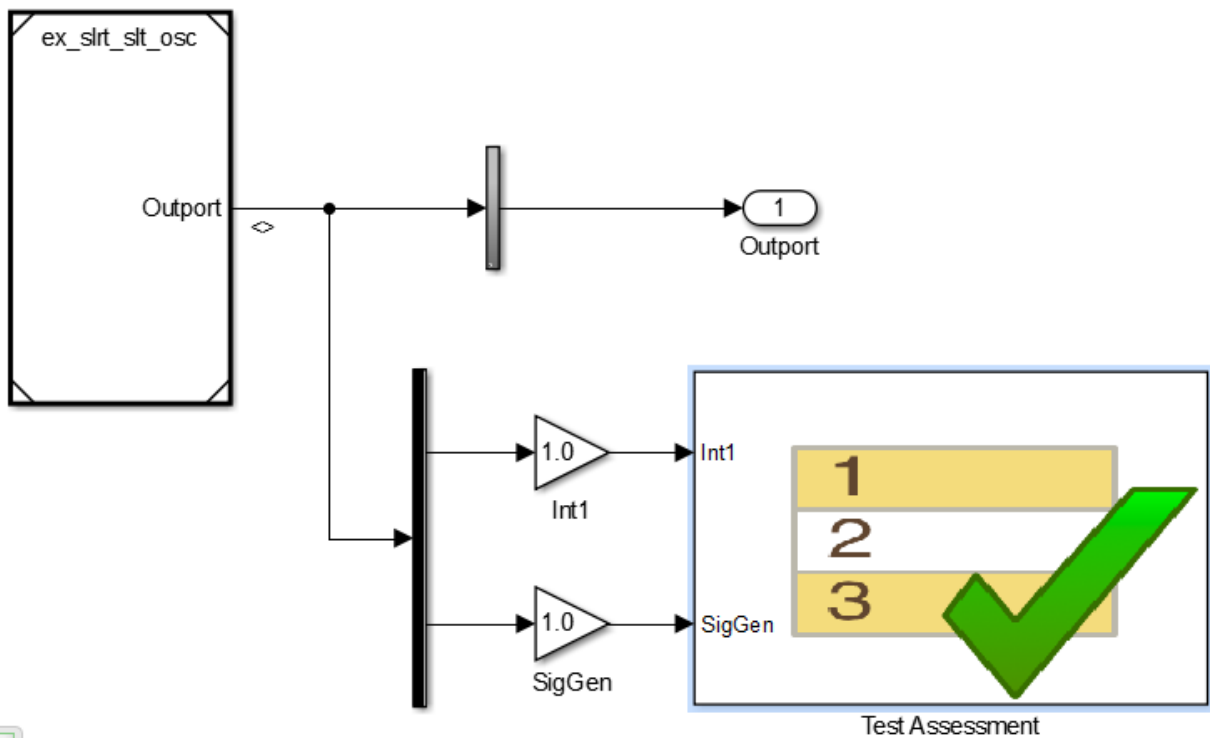 ex_slrt_slt_osc
Outport
<>
1
Outport
1.0
Int1
Int1
1
2
3
1.0
SigGen
SigGen
Test Assessment